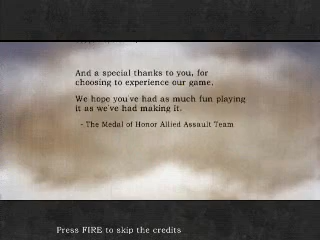 And a special thanks to you, for
choosing to experience our game.
We hope you've had as much fun playing
it as we've had making it.
- The Medal of Honor Allied Assault Team
Press FIRE to skip the credits